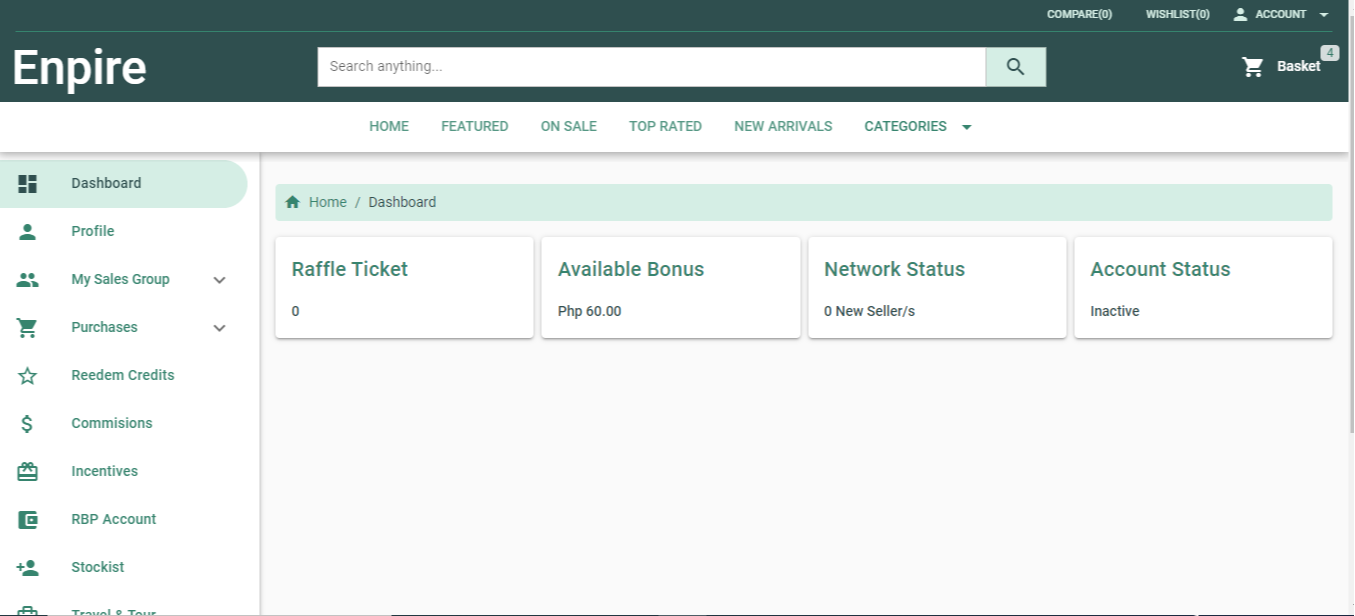 COMPARE(0) WISHLIST(0) ACCOUNT
Enpire
Search anything...
Basket 4
HOME FEATURED ON SALE TOP RATED NEW ARRIVALS CATEGORIES
Dashboard
Profile
My Sales Group
Purchases
Reedem Credits
Commisions
Incentives
RBP Account
Stockist
Travel & Tour
Home / Dashboard
Raffle Ticket
0
Available Bonus
Php 60.00
Network Status
0 New Seller/s
Account Status
Inactive